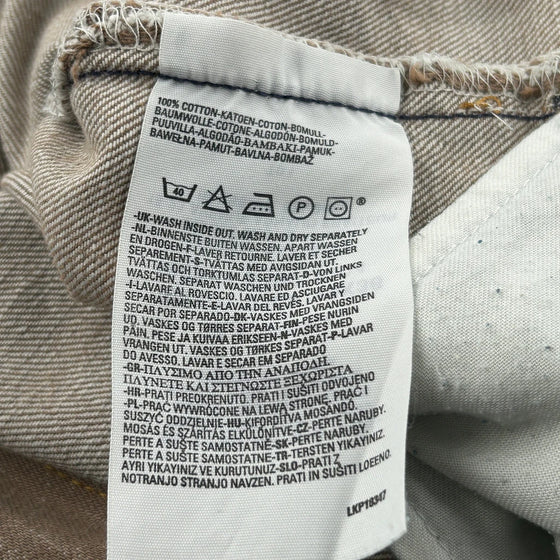 100% COTTON-KATOEN-COTON-BOMULL-
BAUMWOLLE-COTONE-ALGODÓN-BOMULD-
PUUVILLA-ALGODÃO-BAMBAKI-PAMUK-
BAWEŁNA-PAMUT-BAVLNA-BOMBAŽ
40 P ®
-UK-WASH INSIDE OUT. WASH AND DRY SEPARATELY
-NL-BINNENSTE BUITEN WASSEN. APART WASSEN
EN DROGEN-F-LAVER RETOURNE. LAVER ET SECHER
SEPAREMENT-S-TVÄTTAS MED AVIGSIDAN UT.
TVÄTTAS OCH TORKTUMLAS SEPARAT-D-VON LINKS
WASCHEN. SEPARAT WASCHEN UND TROCKNEN
-I-LAVARE AL ROVESCIO. LAVARE ED ASCIUGARE
SEPARATAMENTE-E-LAVAR DEL REVÉS. LAVAR Y
SECAR POR SEPARADO-DK-VASKES MED VRANGSIDEN
UD. VASKES OG TØRRES SEPARAT-FIN-PESE NURIN
PÄIN. PESE JA KUIVAA ERIKSEEN-N-VASKES MED
VRANGEN UT. VASKES OG TØRRES SEPARAT-P-LAVAR
DO AVESSO. LAVAR E SECAR EM SEPARADO
-GR-ΠΛΥΣΙΜΟ ΑΠΟ ΤΗΝ ΑΝΑΠΟΔΗ.
ΠΛΥΝΕΤΕ ΚΑΙ ΣΤΕΓΝΩΣΤΕ ΞΕΧΩΡΙΣΤΑ
-HR-PRATI PREOKRENUTO. PRATI I SUŠITI ODVOJENO
-PL-PRAĆ WYWRÓCONE NA LEWĄ STRONĘ. PRAĆ I
SUSZYĆ ODDZIELNIE-HU-KIFORDÍTVA MOSANDÓ.
MOSÁS ÉS SZÁRÍTÁS ELKÜLÖNÍTVE-CZ-PERTE NARUBY.
PERTE A SUŠTE SAMOSTATNĚ-SK-PERTE NARUBY.
PERTE A SUŠTE SAMOSTATNE-TR-TERSTEN YIKAYINIZ.
AYRI YIKAYINIZ VE KURUTUNUZ-SLO-PRATI Z
NOTRANJO STRANJO NAVZEN. PRATI IN SUŠITI LOČENO.
LKP18347